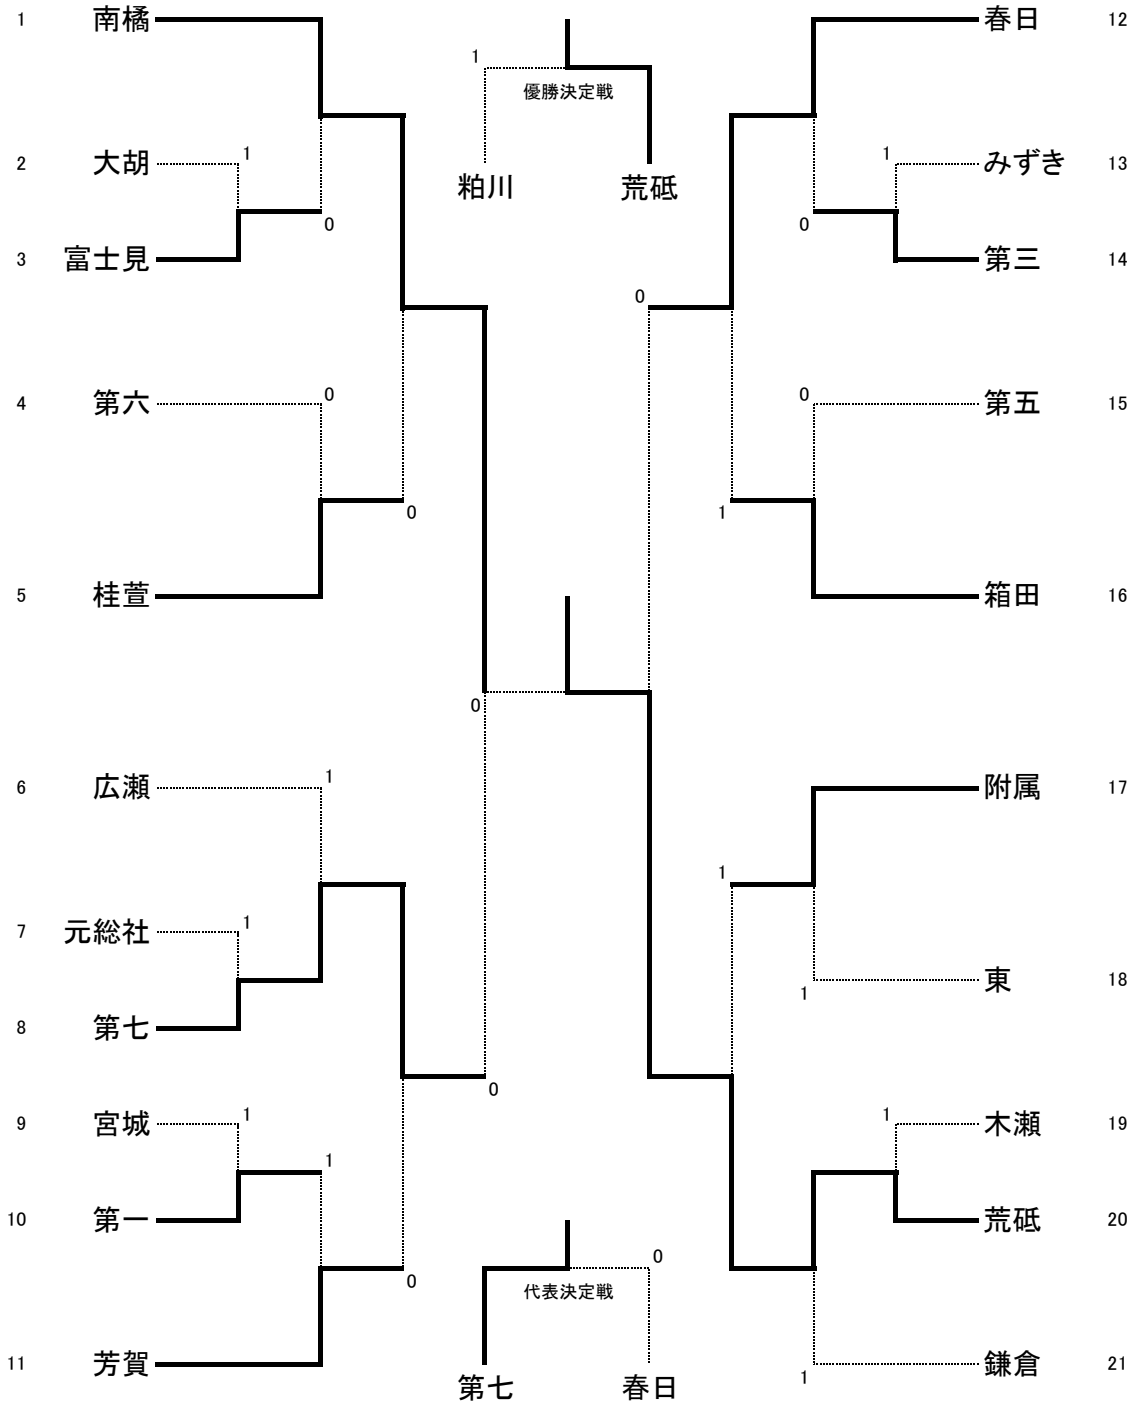 1 南橘 春日 12
1
優勝決定戦
2 大胡 1 1 みずき 13
粕川 荒砥
0 0
3 富士見 第三 14
0
4 第六 0 0 第五 15
0 1
5 桂萱 箱田 16
0
6 広瀬 1 附属 17
1
7 元総社 1
1 東 18
8 第七
0
9 宮城 1 1 木瀬 19
1
10 第一 荒砥 20
0
0 代表決定戦
11 芳賀 1 鎌倉 21
第七 春日